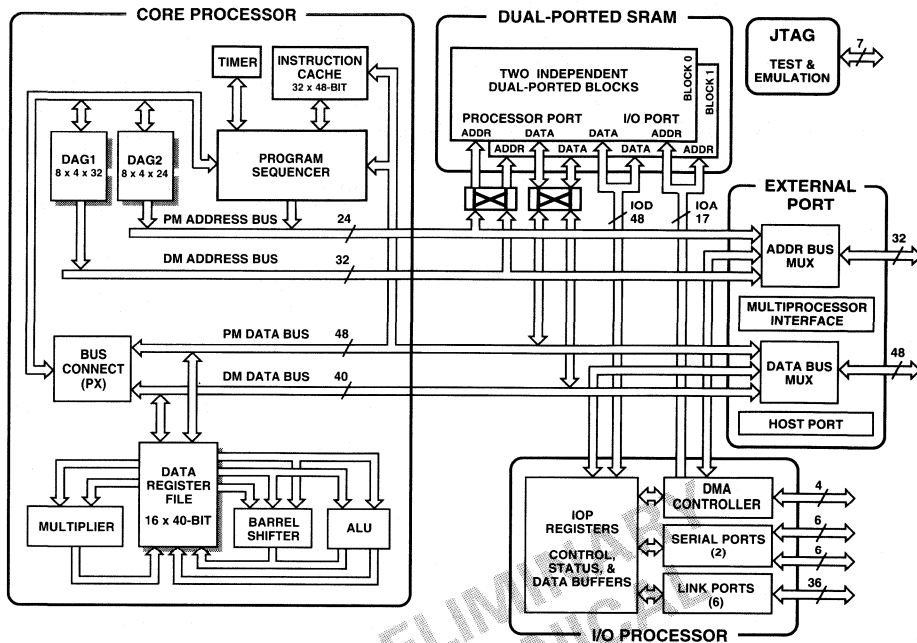 CORE PROCESSOR
TIMER
INSTRUCTION
CACHE
32 x 48-BIT
DAG1
8 x 4 x 32
DAG2
8 x 4 x 24
PROGRAM
SEQUENCER
PM ADDRESS BUS
24
DM ADDRESS BUS
32
PM DATA BUS
48
BUS
CONNECT
(PX)
DM DATA BUS
40
DATA
REGISTER
FILE
16 x 40-BIT
MULTIPLIER
BARREL
SHIFTER
ALU
DUAL-PORTED SRAM
TWO INDEPENDENT
DUAL-PORTED BLOCKS
BLOCK 0
BLOCK 1
PROCESSOR PORT
I/O PORT
ADDR DATA DATA ADDR
ADDR DATA DATA ADDR
IOD
48
IOA
17
JTAG
TEST &
EMULATION
7
EXTERNAL
PORT
ADDR BUS
MUX
32
MULTIPROCESSOR
INTERFACE
DATA BUS
MUX
48
HOST PORT
IOP
REGISTERS
CONTROL,
STATUS, &
DATA BUFFERS
DMA
CONTROLLER
4
SERIAL PORTS
(2)
6
6
LINK PORTS
(6)
36
I/O PROCESSOR